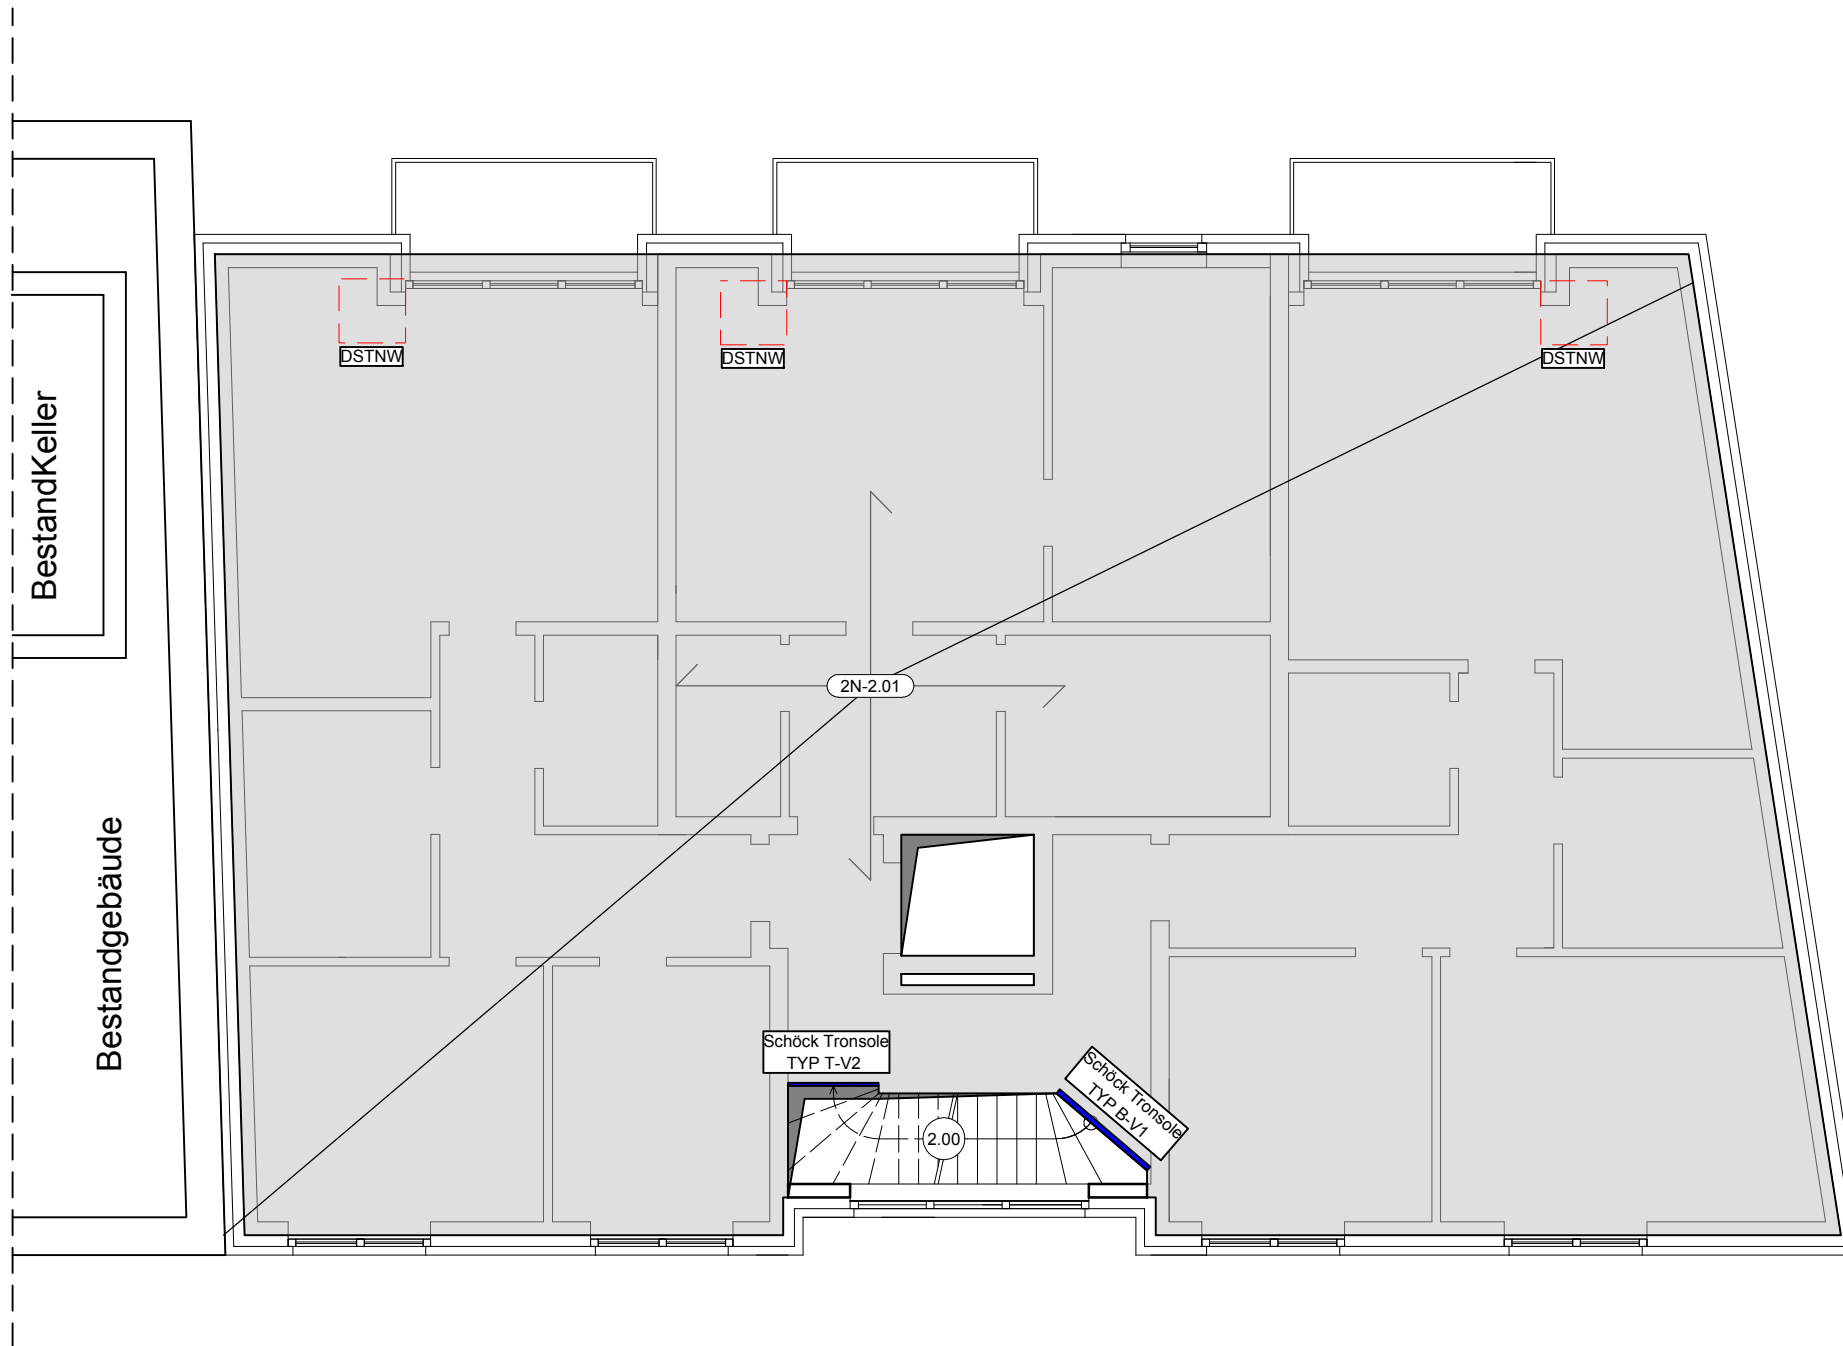 DSTNW
DSTNW
DSTNW
BestandKeller
2N-2.01
Bestandgebäude
Schöck Tronsole
TYP T-V2
Schöck Tronsole
TYP B-V1
2.00